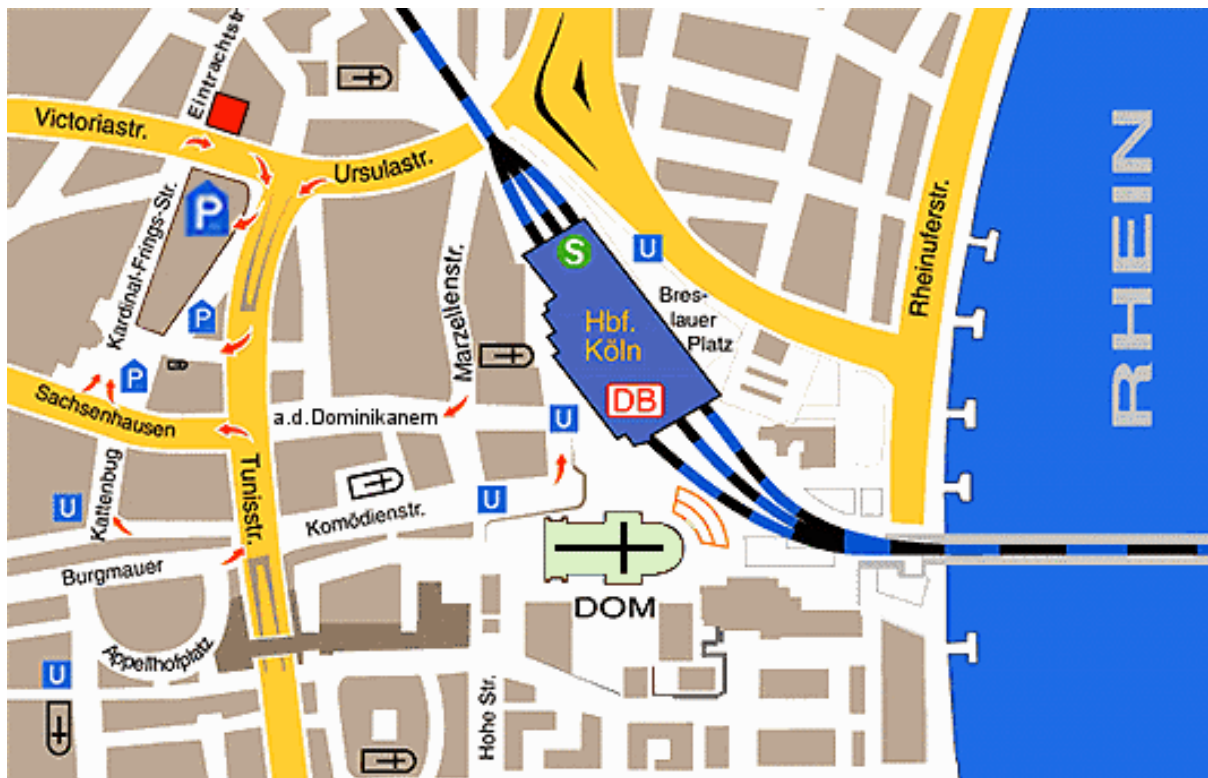 Eintrachtstr.
Victoriastr.
Ursulastr.
P
Kardinal-Frings-Str.
P
P
Sachsenhausen
Marzellenstr.
a.d.Dominikanern
S
U
Hbf.
Köln
DB
Bres-
lauer
Platz
Rheinuferstr.
RHEIN
U
U
U
Kattenbug
Tunisstr.
Komödienstr.
Burgmauer
Appellhofplatz
DOM
Hohe Str.
U